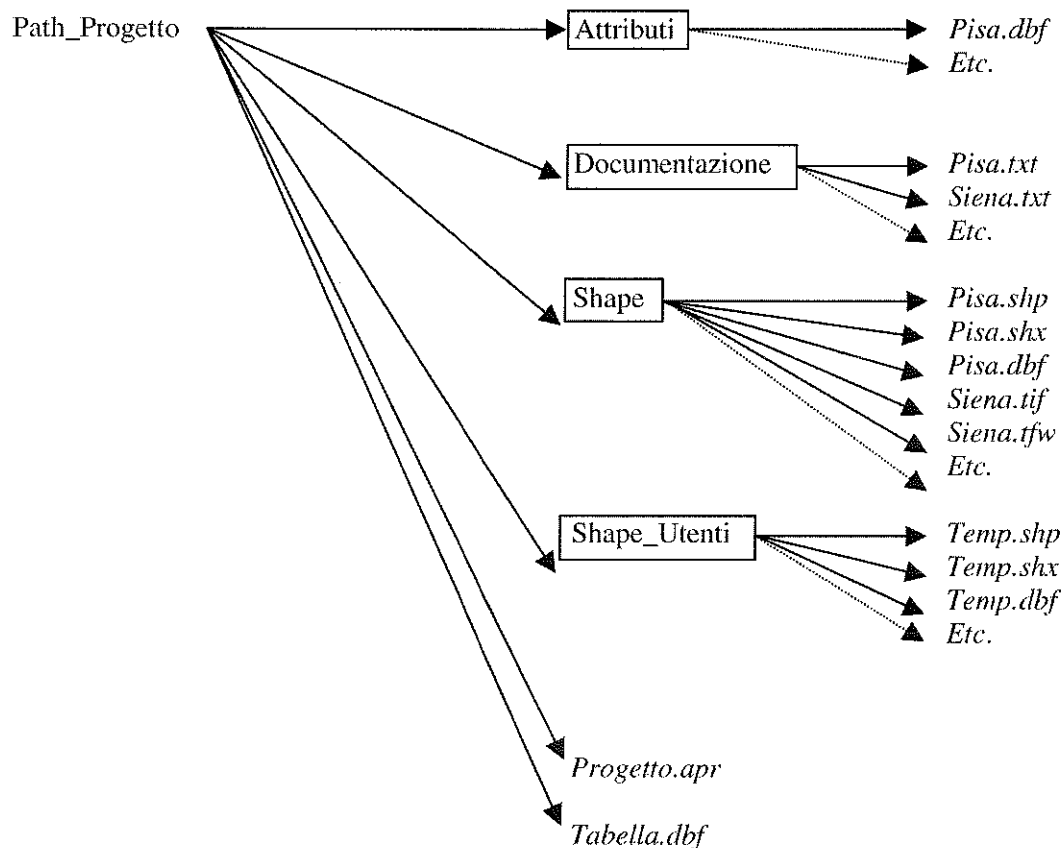 Path_Progetto
Attributi
Pisa.dbf
Etc.
Documentazione
Pisa.txt
Siena.txt
Etc.
Shape
Pisa.shp
Pisa.shx
Pisa.dbf
Siena.tif
Siena.tfw
Etc.
Shape_Utenti
Temp.shp
Temp.shx
Temp.dbf
Etc.
Progetto.apr
Tabella.dbf